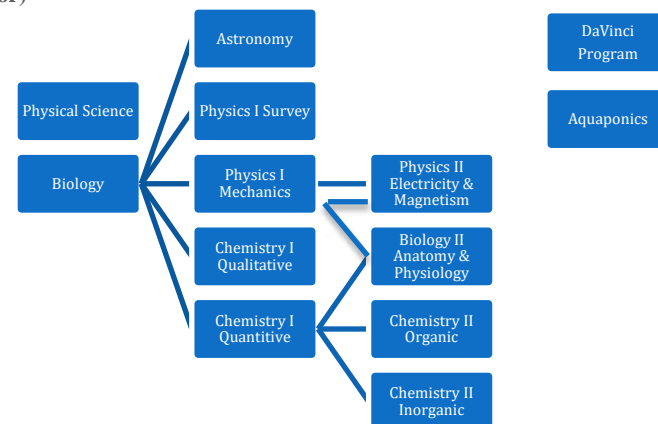 Astronomy
DaVinci
Program
Physical Science
Physics I Survey
Aquaponics
Biology
Physics I
Mechanics
Physics II
Electricity &
Magnetism
Chemistry I
Qualitative
Biology II
Anatomy &
Physiology
Chemistry I
Quantitive
Chemistry II
Organic
Chemistry II
Inorganic